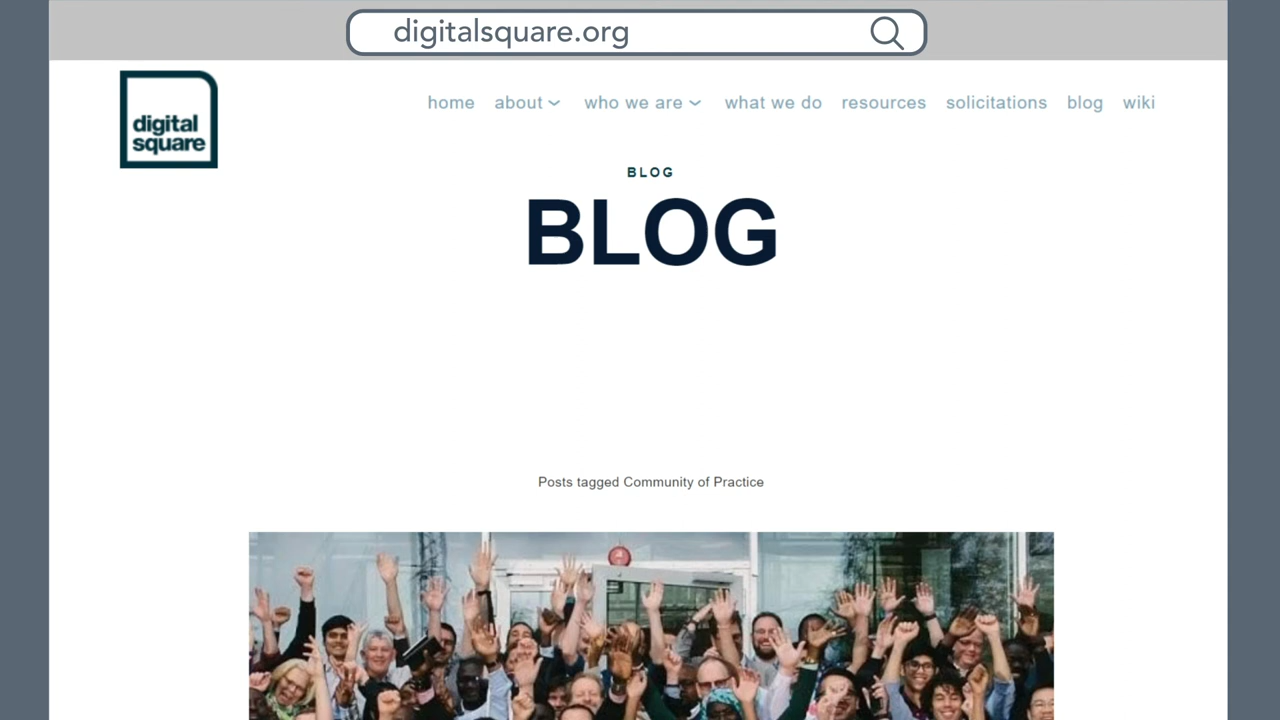 digitalsquare.org
digital
square
home about who we are what we do resources solicitations blog wiki
BLOG
BLOG
Posts tagged Community of Practice